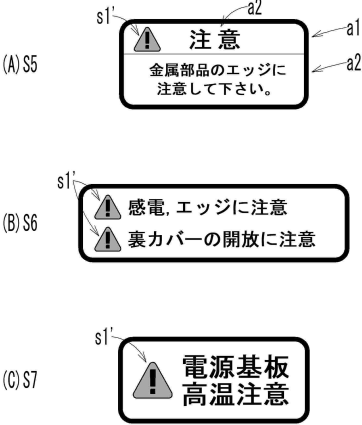 s1’ a2
a1
(A)S5 注意 a2
金属部品のエッジに
注意して下さい。
s1’
(B)S6 感電,エッジに注意
裏カバーの開放に注意
s1’
(C)S7 電源基板
高温注意